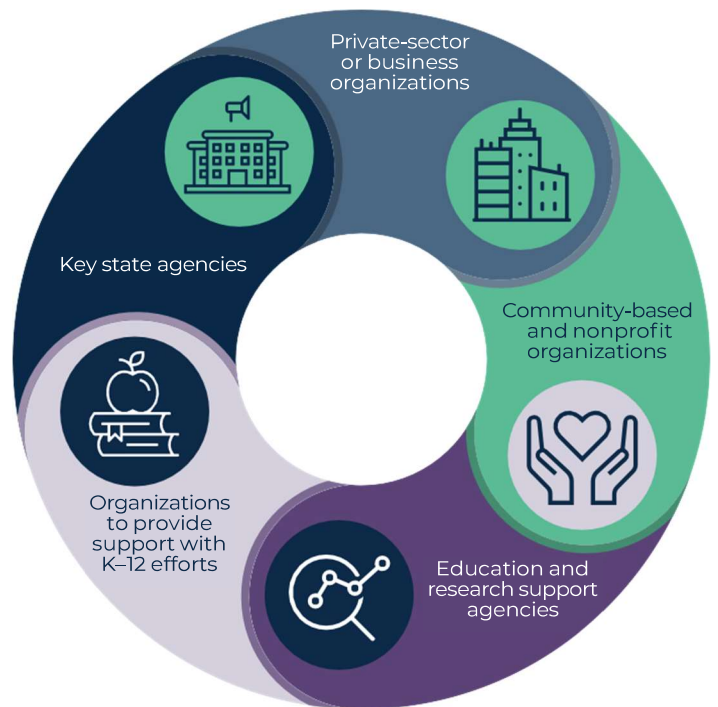 Private-sector
or business
organizations
Key state agencies
Community-based
and nonprofit
organizations
Organizations
to provide
support with
K–12 efforts
Education and
research support
agencies